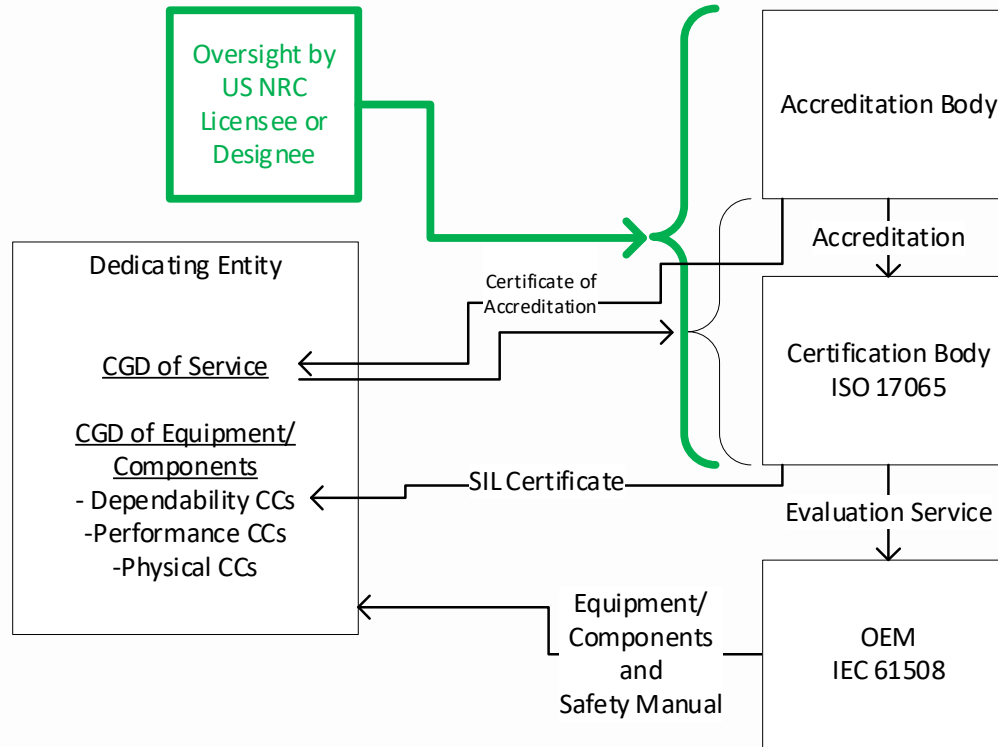 Oversight by
US NRC
Licensee or
Designee
Accreditation Body
Accreditation
Dedicating Entity
Certificate of
Accreditation
CGD of Service
Certification Body
ISO 17065
CGD of Equipment/
Components
- Dependability CCs
-Performance CCs
-Physical CCs
SIL Certificate
Evaluation Service
Equipment/
Components
and
Safety Manual
OEM
IEC 61508